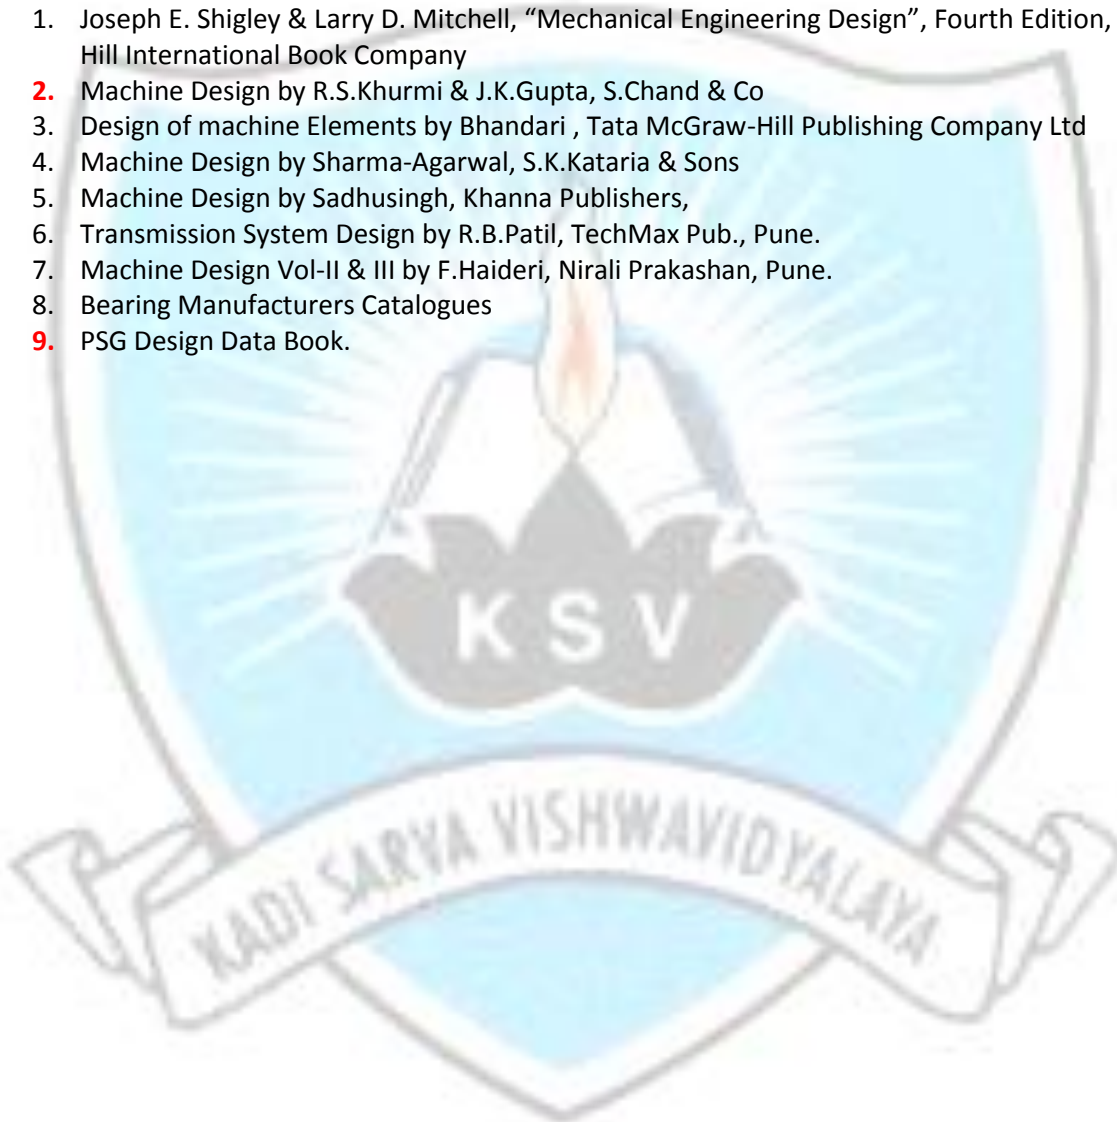 1. Joseph E. Shigley & Larry D. Mitchell, “Mechanical Engineering Design”, Fourth Edition,
Hill International Book Company
2. Machine Design by R.S.Khurmi & J.K.Gupta, S.Chand & Co
3. Design of machine Elements by Bhandari , Tata McGraw-Hill Publishing Company Ltd
4. Machine Design by Sharma-Agarwal, S.K.Kataria & Sons
5. Machine Design by Sadhusingh, Khanna Publishers,
6. Transmission System Design by R.B.Patil, TechMax Pub., Pune.
7. Machine Design Vol-II & III by F.Haideri, Nirali Prakashan, Pune.
8. Bearing Manufacturers Catalogues
9. PSG Design Data Book.
K S V
KADI SARVA VISHWAVIDYALAYA